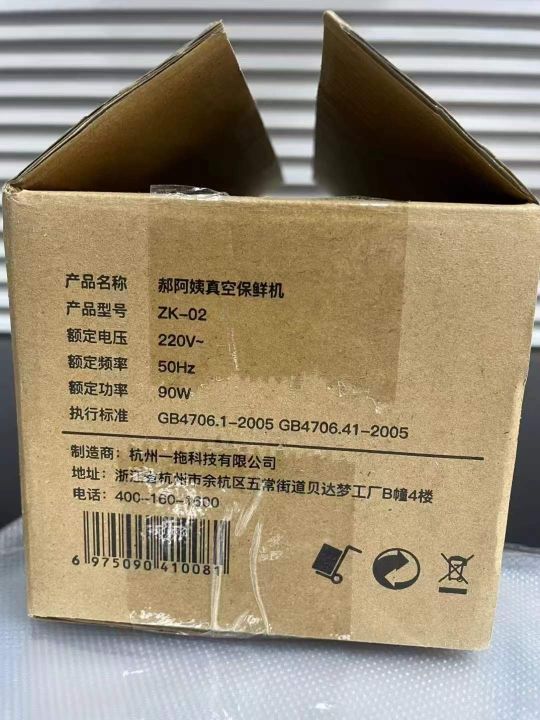 产品名称 郝阿姨真空保鲜机
产品型号 ZK-02
额定电压 220V~
额定频率 50Hz
额定功率 90W
执行标准 GB4706.1-2005 GB4706.41-2005
制造商：杭州一拖科技有限公司
地址：浙江省杭州市余杭区五常街道贝达梦工厂B幢4楼
电话：400-160-1600
6 975090 410081